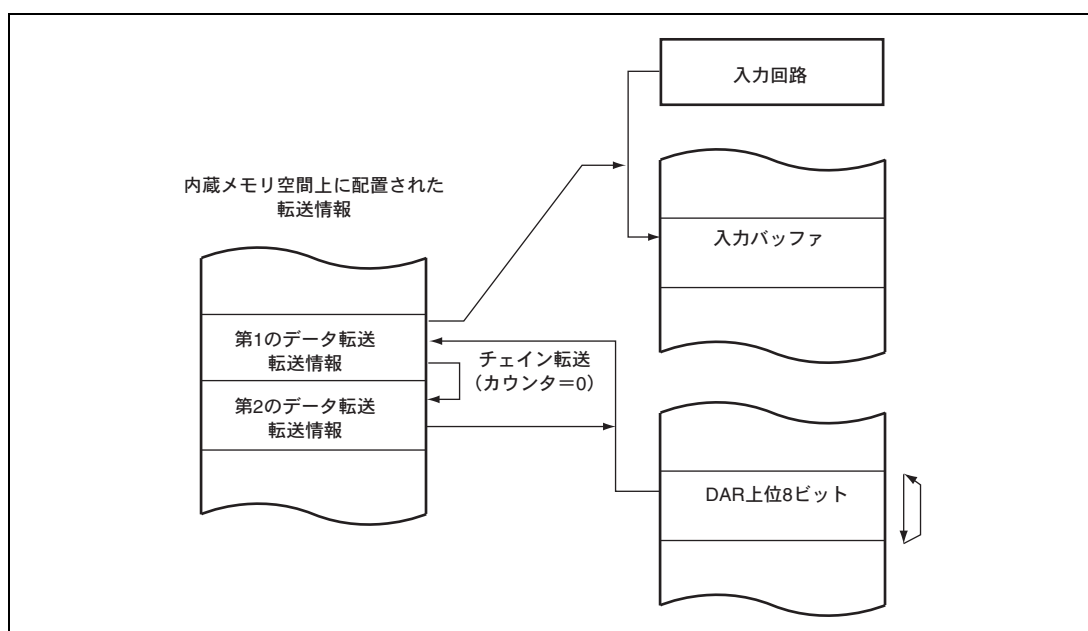 入力回路
内蔵メモリ空間上に配置された
転送情報
入力バッファ
第1のデータ転送
転送情報
チェイン転送
（カウンタ＝0）
第2のデータ転送
転送情報
DAR上位8ビット